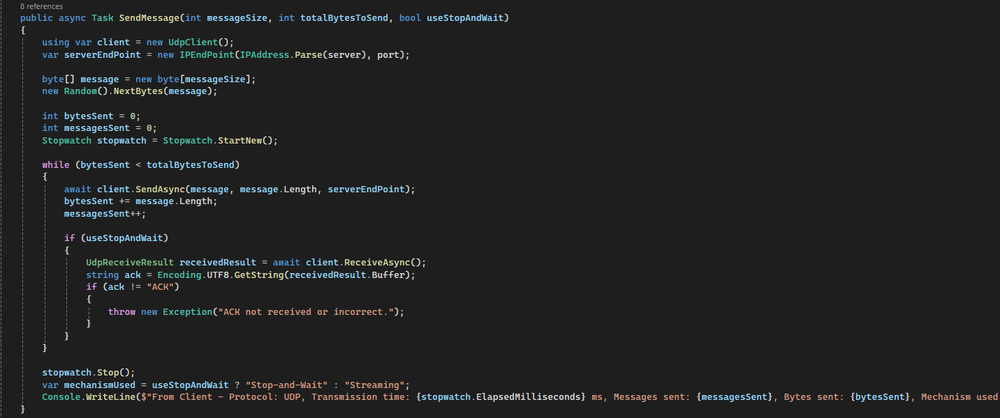 8 references
public async Task SendMessage(int messageSize, int totalBytesToSend, bool useStopAndWait)
{
using var client = new UdpClient();
var serverEndPoint = new IPEndPoint(IPAddress.Parse(server), port);
byte[] message = new byte[messageSize];
new Random().NextBytes(message);
int bytesSent = 0;
int messagesSent = 0;
Stopwatch stopwatch = Stopwatch.StartNew();
while (bytesSent < totalBytesToSend)
{
await client.SendAsync(message, message.Length, serverEndPoint);
bytesSent += message.Length;
messagesSent++;
if (useStopAndWait)
{
UdpReceiveResult receivedResult = await client.ReceiveAsync();
string ack = Encoding.UTF8.GetString(receivedResult.Buffer);
if (ack != "ACK")
{
throw new Exception("ACK not received or incorrect.");
}
}
}
stopwatch.Stop();
var mechanismUsed = useStopAndWait ? "Stop-and-Wait" : "Streaming";
Console.WriteLine($"From Client - Protocol: UDP, Transmission time: {stopwatch.ElapsedMilliseconds} ms, Messages sent: {messagesSent}, Bytes sent: {bytesSent}, Mechanism used
}